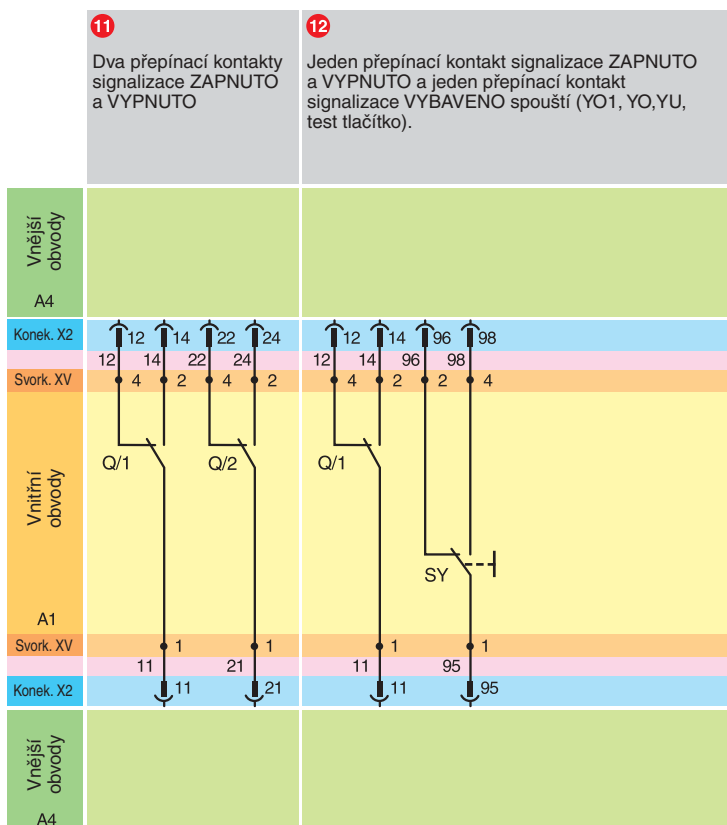 11
Dva přepínací kontakty
signalizace ZAPNUTO
a VYPNUTO
12
Jeden přepínací kontakt signalizace ZAPNUTO
a VYPNUTO a jeden přepínací kontakt
signalizace VYBAVENO spouští (YO1, YO,YU,
test tlačítko).
Vnější
obvody
A4
Konek. X2
12 14 22 24 12 14 96 98
12 14 22 24 12 14 96 98
Svork. XV
4 2 4 2 4 2 2 4
Q/1 Q/2 Q/1
Vnitřní
obvody
SY
A1
Svork. XV
1 1 1 1
11 21 11 95
Konek. X2
11 21 11 95
Vnější
obvody
A4